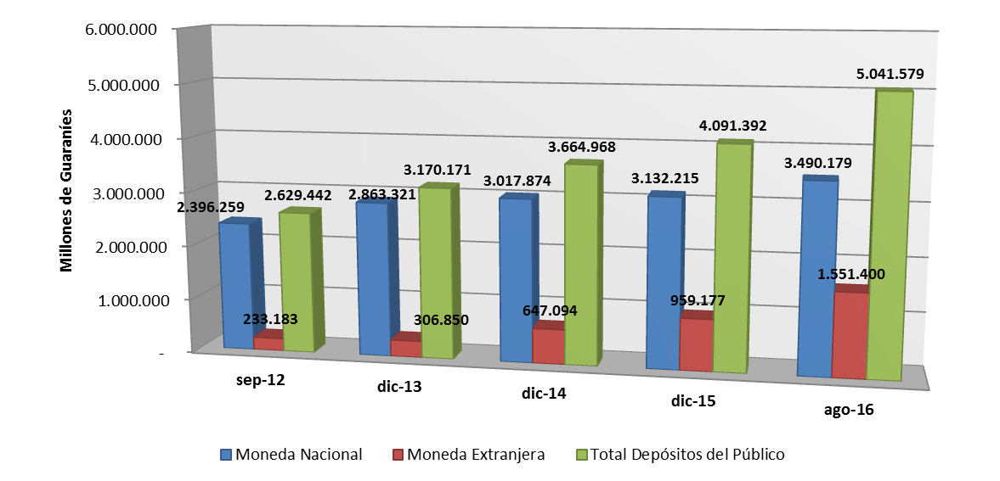 6.000.000
5.000.000
4.000.000
3.000.000
2.000.000
1.000.000
-
Millones de Guaraníes
2.396.259
233.183
2.629.442
2.863.321
306.850
3.170.171
3.017.874
647.094
3.664.968
3.132.215
959.177
4.091.392
3.490.179
1.551.400
5.041.579
sep-12
dic-13
dic-14
dic-15
ago-16
Moneda Nacional
Moneda Extranjera
Total Depósitos del Público